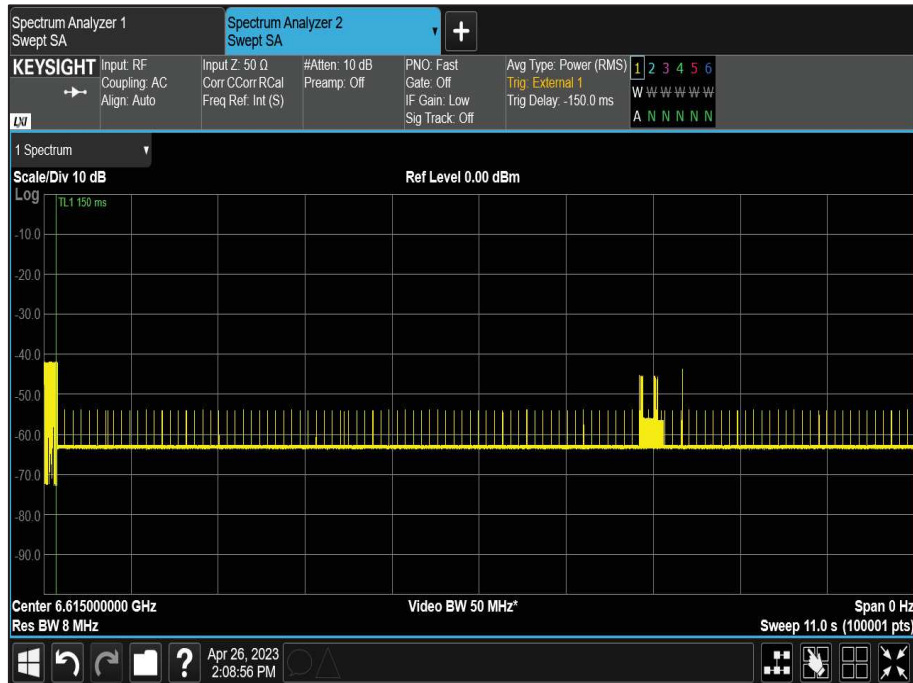 Spectrum Analyzer 1
Swept SA
Spectrum Analyzer 2
Swept SA
+
KEYSIGHT
LXI
Input: RF
Coupling: AC
Align: Auto
Input Z: 50 Ω
Corr CCorr RCal
Freq Ref: Int (S)
#Atten: 10 dB
Preamp: Off
PNO: Fast
Gate: Off
IF Gain: Low
Sig Track: Off
Avg Type: Power (RMS)
Trig: External 1
Trig Delay: -150.0 ms
1 2 3 4 5 6
W W W W W W
A N N N N N
1 Spectrum
Scale/Div 10 dB
Ref Level 0.00 dBm
Log
TL1 150 ms
-10.0
-20.0
-30.0
-40.0
-50.0
-60.0
-70.0
-80.0
-90.0
Center 6.615000000 GHz
Video BW 50 MHz*
Span 0 Hz
Res BW 8 MHz
Sweep 11.0 s (100001 pts)
?
Apr 26, 2023
2:08:56 PM